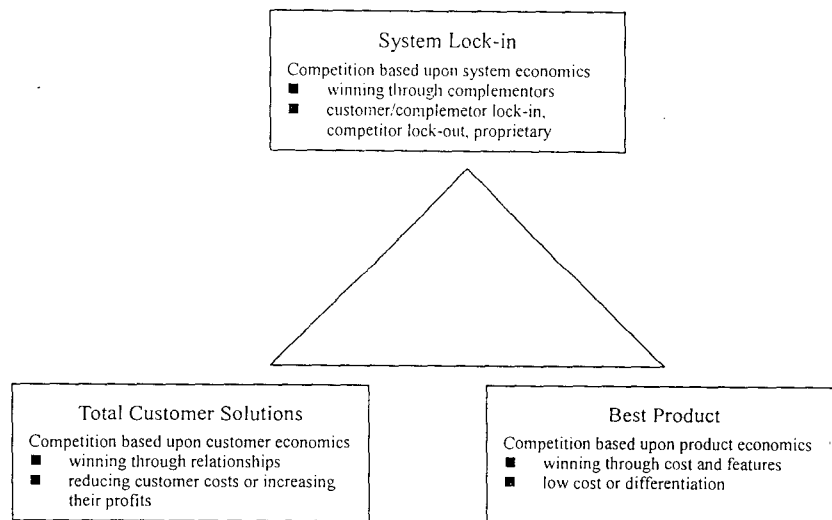 System Lock-in
Competition based upon system economics
■ winning through complementors
■ customer/complemetor lock-in,
competitor lock-out, proprietary
Total Customer Solutions
Competition based upon customer economics
■ winning through relationships
■ reducing customer costs or increasing
their profits
Best Product
Competition based upon product economics
■ winning through cost and features
■ low cost or differentiation